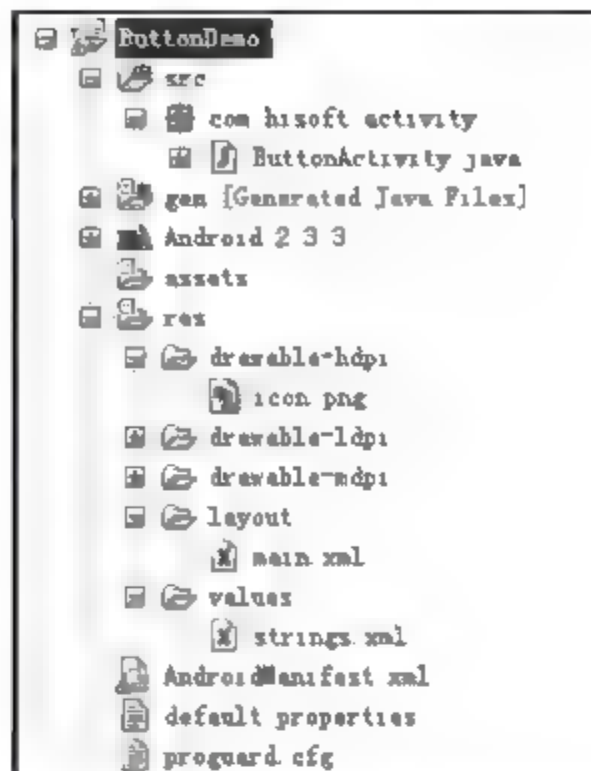 ButtonDemo
src
com hisoft activity
ButtonActivity java
gen [Generated Java Files]
Android 2 3 3
assets
res
drawable-hdpi
icon png
drawable-ldpi
drawable-mdpi
layout
main xml
values
strings.xml
AndroidManifest xml
default properties
proguard.cfg